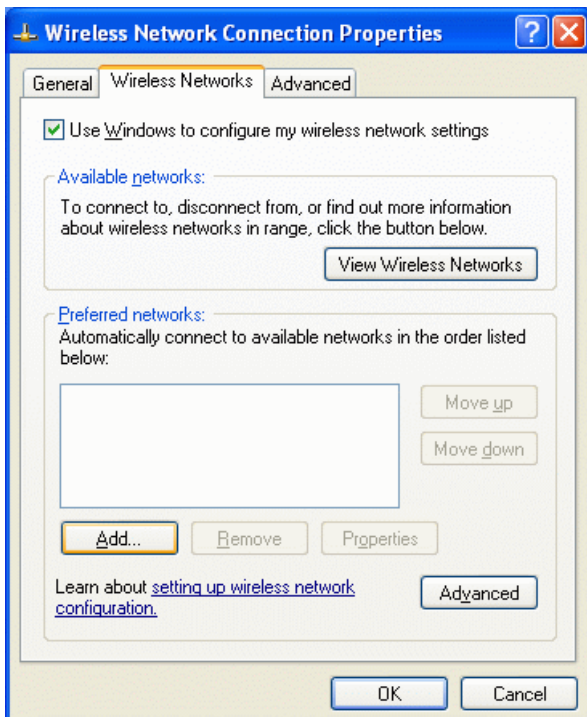 Wireless Network Connection Properties
?
General
Wireless Networks
Advanced
Use Windows to configure my wireless network settings
Available networks:
To connect to, disconnect from, or find out more information
about wireless networks in range, click the button below.
View Wireless Networks
Preferred networks:
Automatically connect to available networks in the order listed
below:
Move up
Move down
Add...
Remove
Properties
Learn about setting up wireless network
configuration.
Advanced
OK
Cancel